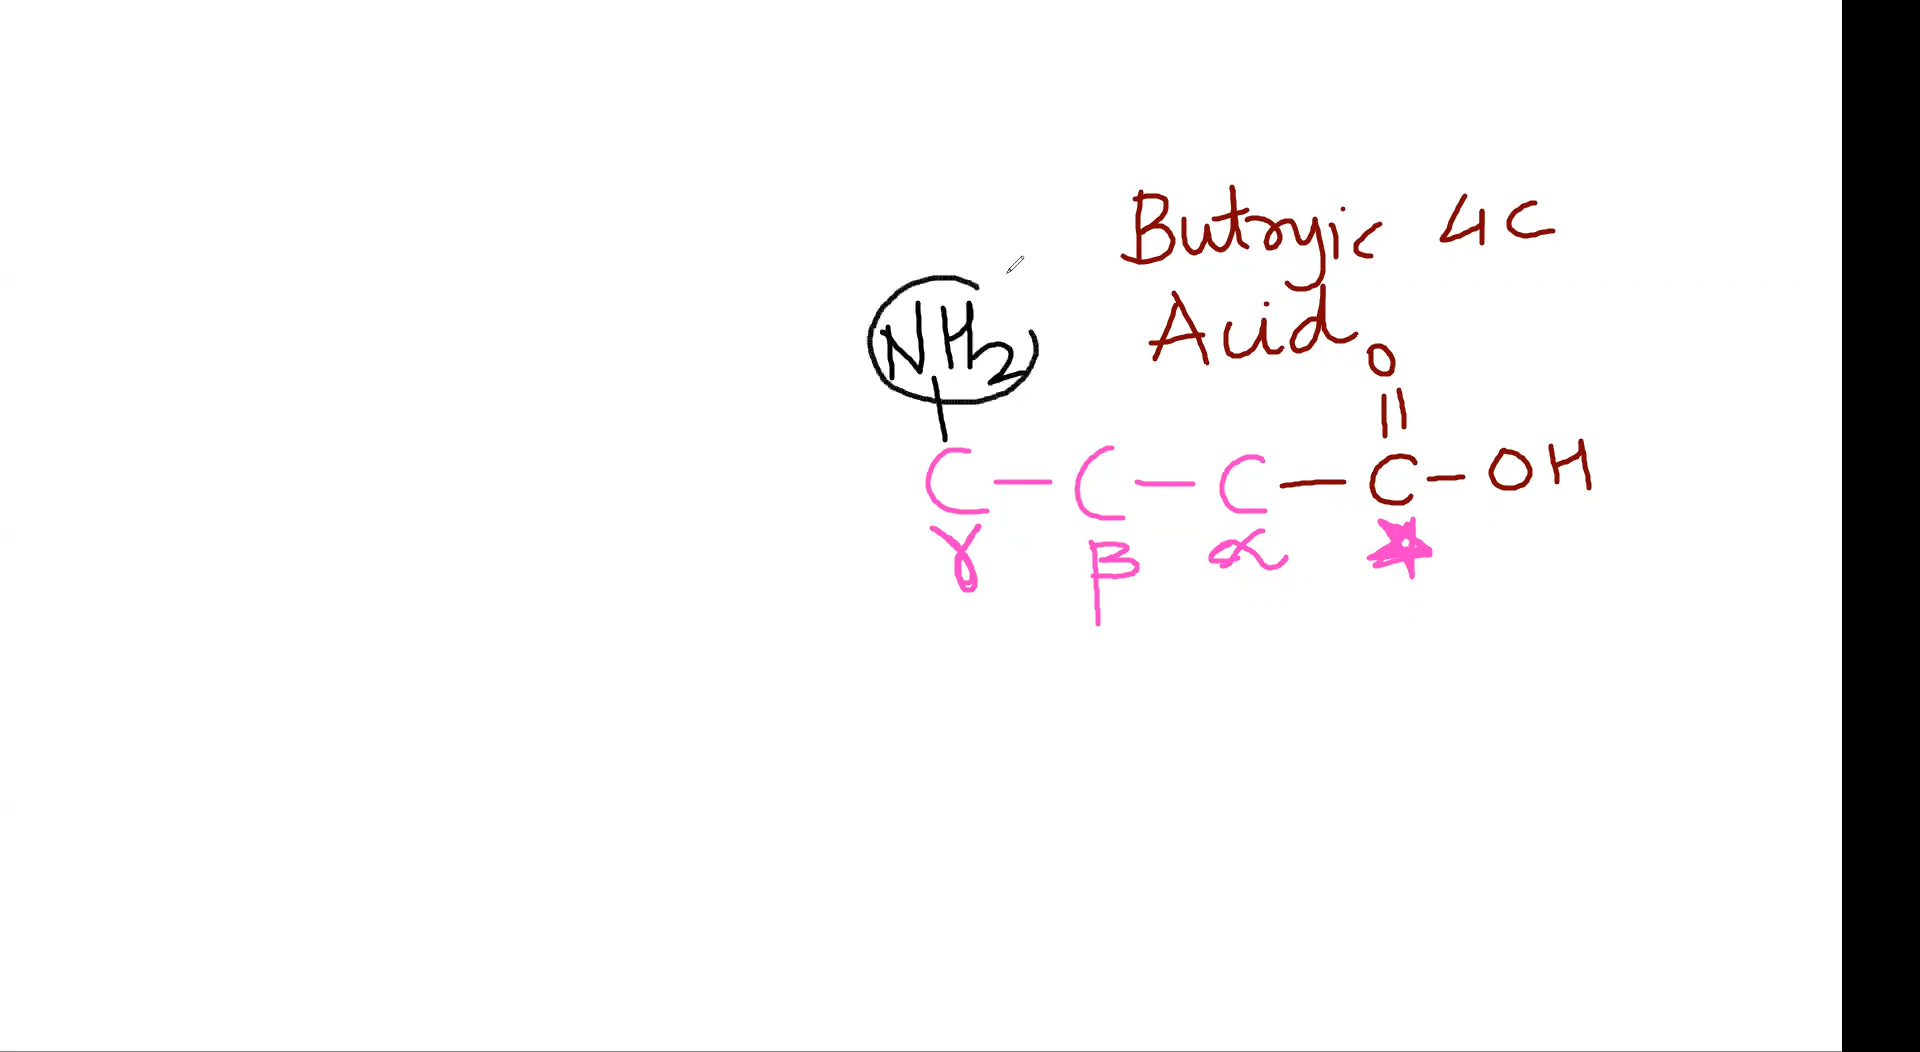 Butryic 4C
Acid
NH2
O
||
C — C — C — C - OH
γ β α